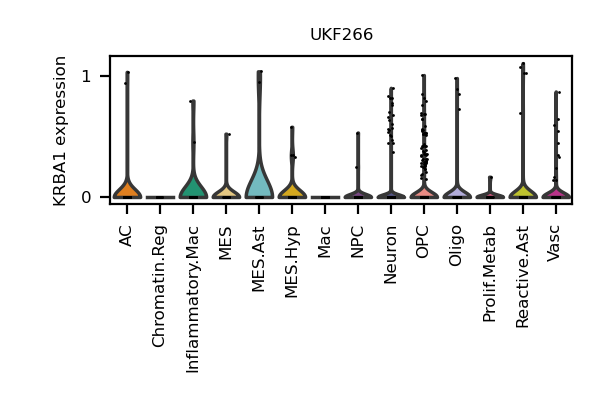 UKF266
KRBA1 expression
1
0
AC
Chromatin.Reg
Inflammatory.Mac
MES
MES.Ast
MES.Hyp
Mac
NPC
Neuron
OPC
Oligo
Prolif.Metab
Reactive.Ast
Vasc